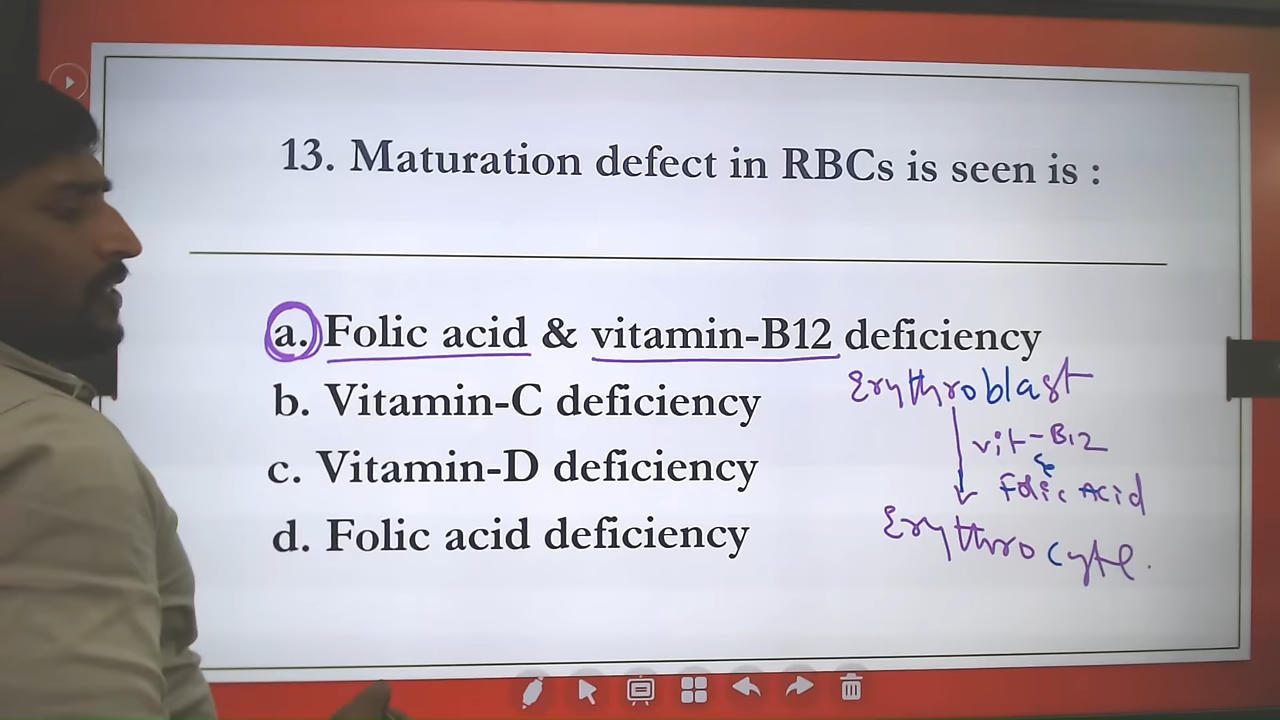 13. Maturation defect in RBCs is seen is :
a. Folic acid & vitamin-B12 deficiency
b. Vitamin-C deficiency
c. Vitamin-D deficiency
d. Folic acid deficiency
Erythroblast
vit-B12
&
Folic Acid
Erythrocyte.